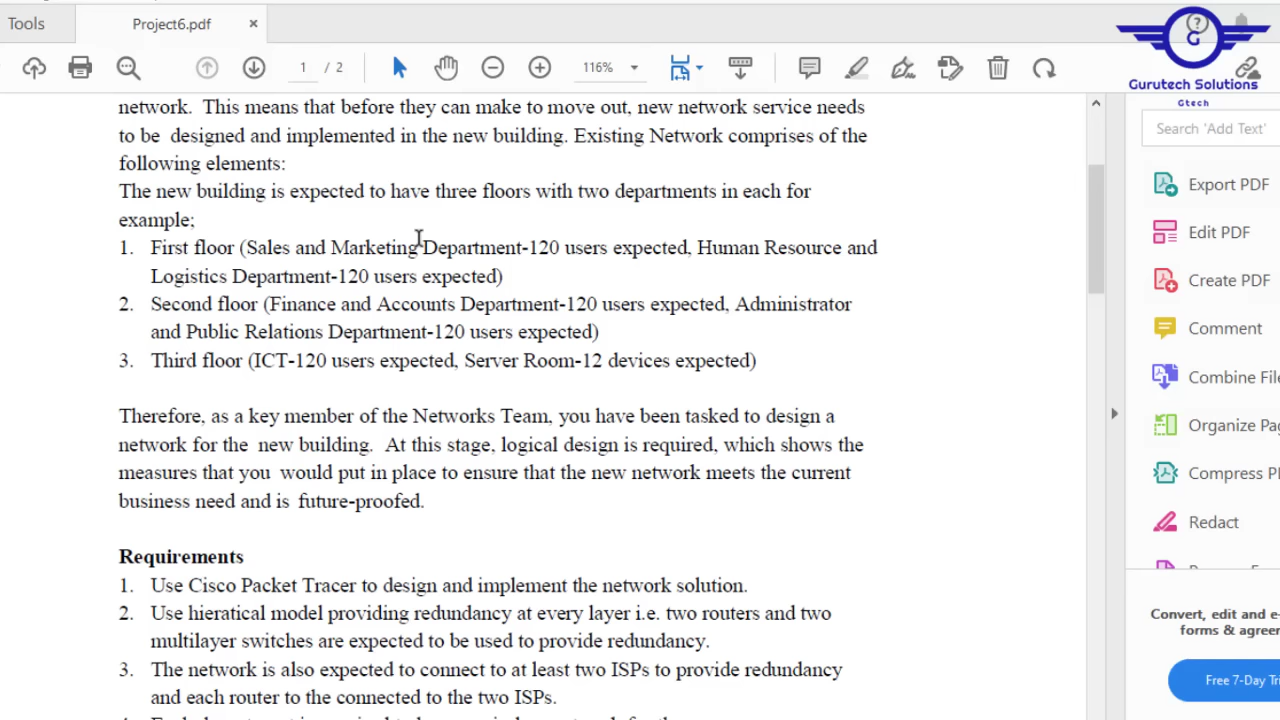 Tools
Project6.pdf ×
1 / 2
116%
G
Gurutech Solutions
Gtech
network. This means that before they can make to move out, new network service needs
to be designed and implemented in the new building. Existing Network comprises of the
following elements:
The new building is expected to have three floors with two departments in each for
example;
1. First floor (Sales and Marketing Department-120 users expected, Human Resource and
Logistics Department-120 users expected)
2. Second floor (Finance and Accounts Department-120 users expected, Administrator
and Public Relations Department-120 users expected)
3. Third floor (ICT-120 users expected, Server Room-12 devices expected)
Therefore, as a key member of the Networks Team, you have been tasked to design a
network for the new building. At this stage, logical design is required, which shows the
measures that you would put in place to ensure that the new network meets the current
business need and is future-proofed.
Requirements
1. Use Cisco Packet Tracer to design and implement the network solution.
2. Use hieratical model providing redundancy at every layer i.e. two routers and two
multilayer switches are expected to be used to provide redundancy.
3. The network is also expected to connect to at least two ISPs to provide redundancy
and each router to the connected to the two ISPs.
Search 'Add Text'
Export PDF
Edit PDF
Create PDF
Comment
Combine File
Organize Pag
Compress PD
Redact
Convert, edit and e-
forms & agreer
Free 7-Day Tri